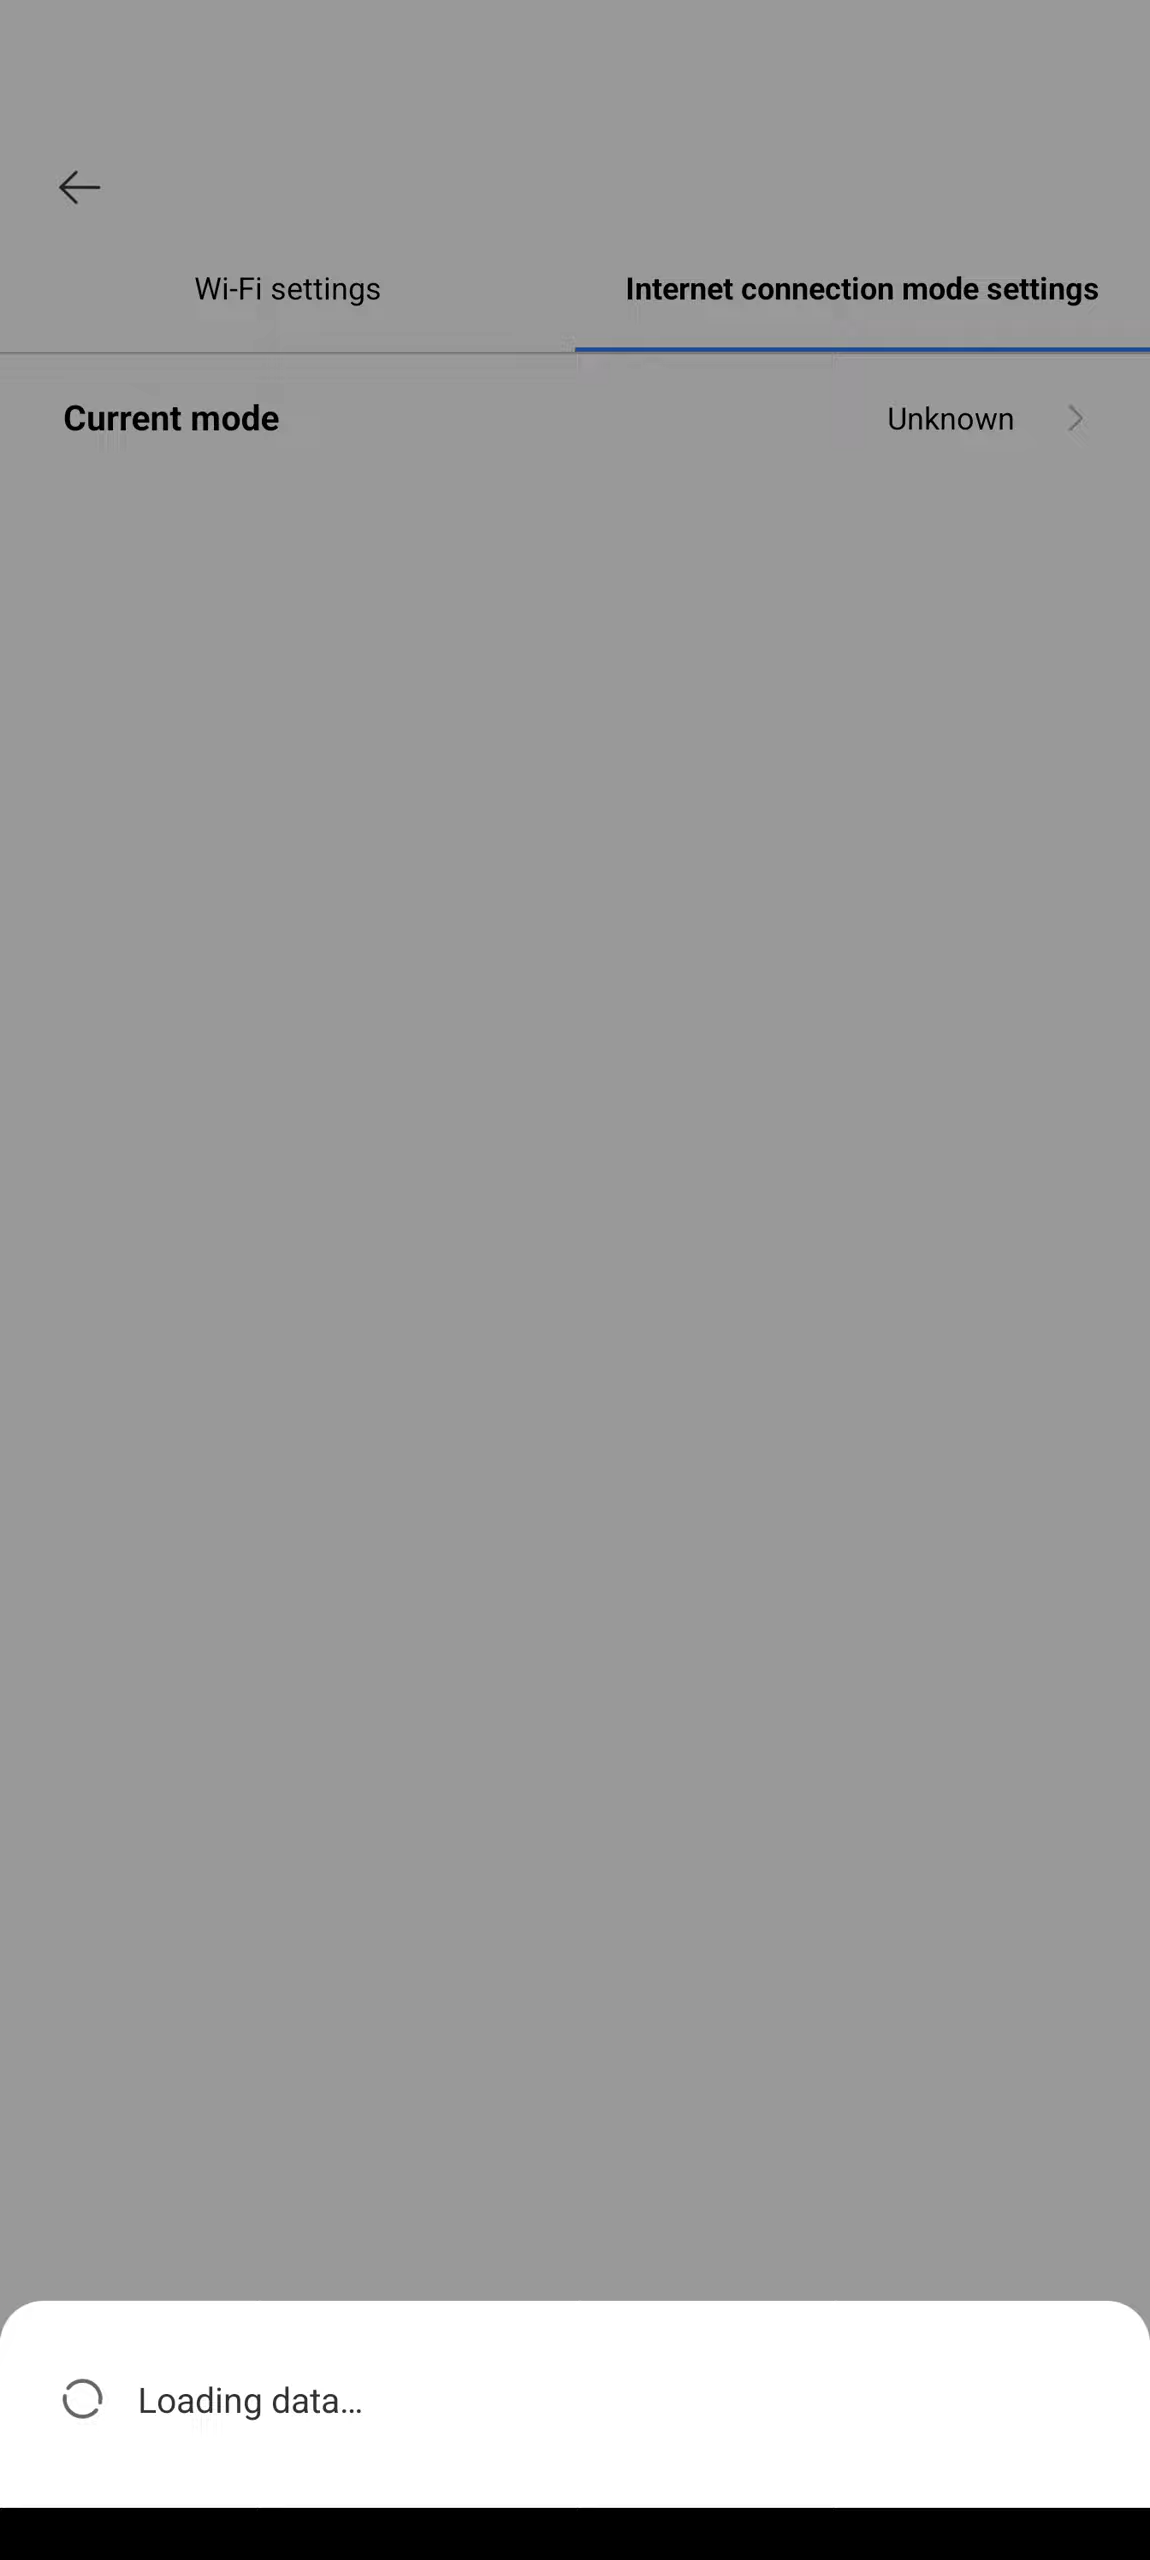 Wi-Fi settings
Internet connection mode settings
Current mode
Unknown
Loading data...